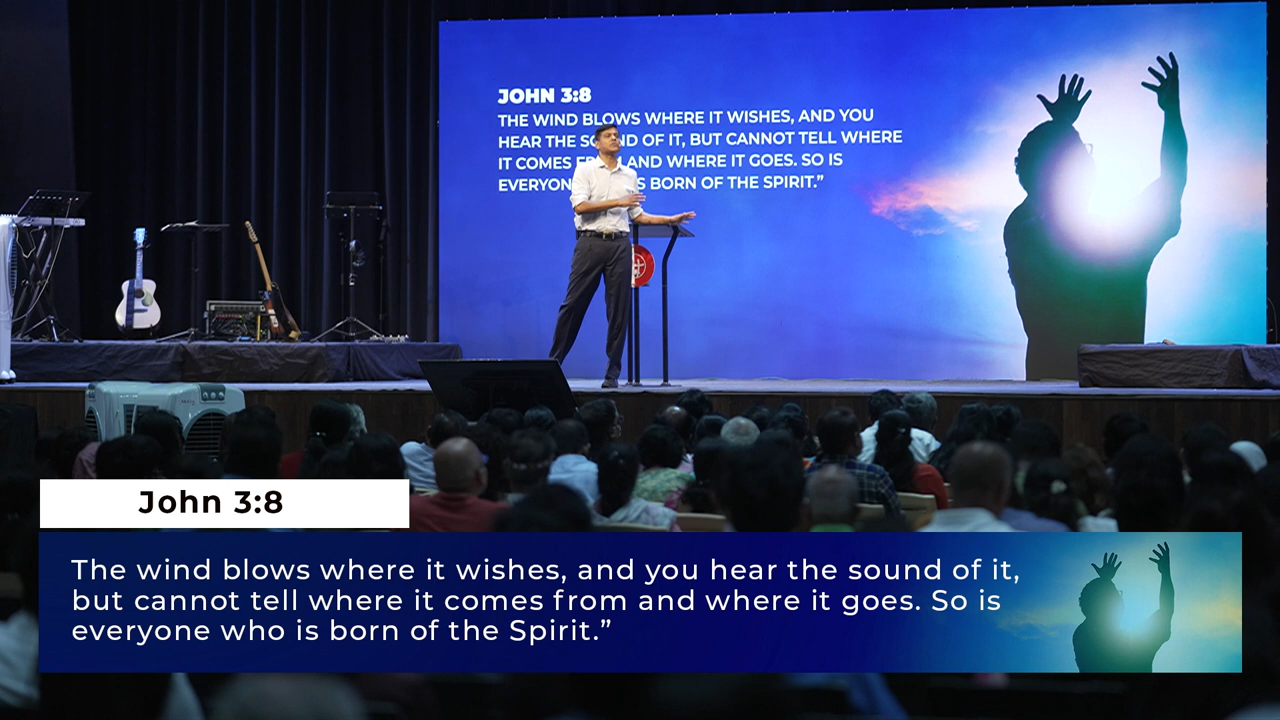 JOHN 3:8
THE WIND BLOWS WHERE IT WISHES, AND YOU
HEAR THE SOUND OF IT, BUT CANNOT TELL WHERE
IT COMES FROM AND WHERE IT GOES. SO IS
EVERYONE S BORN OF THE SPIRIT.”
John 3:8
The wind blows where it wishes, and you hear the sound of it,
but cannot tell where it comes from and where it goes. So is
everyone who is born of the Spirit.”